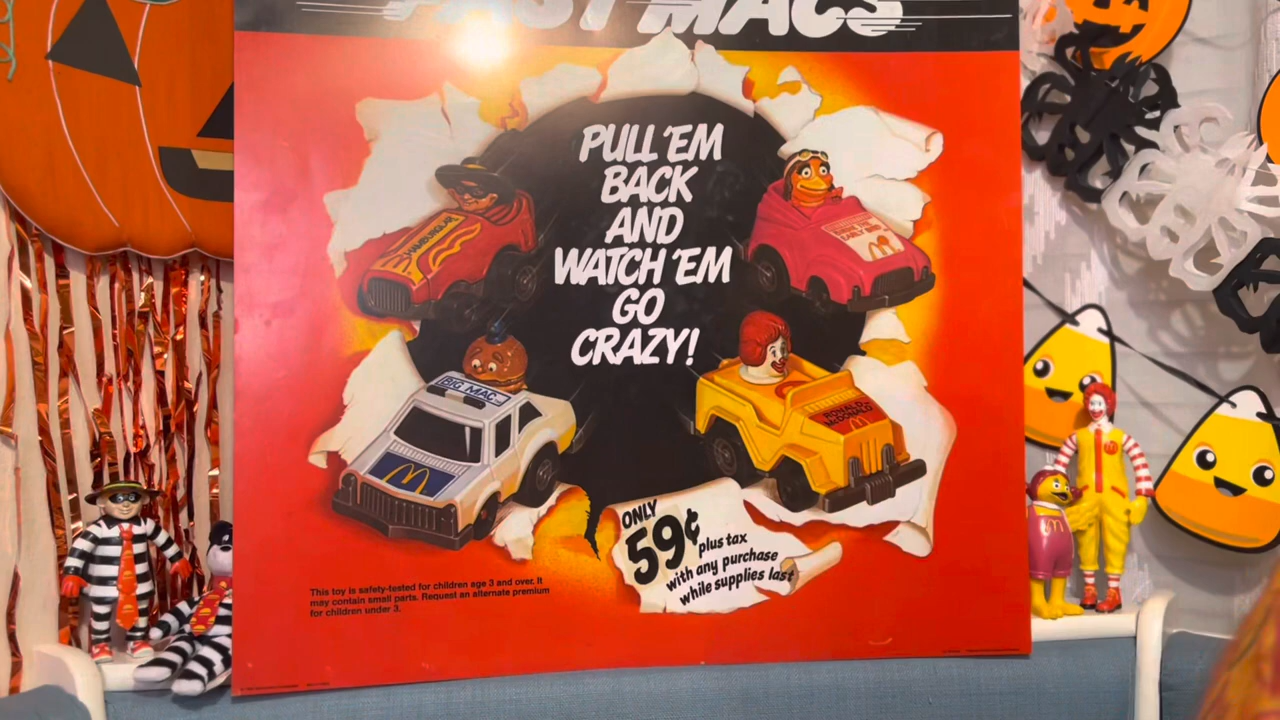 FAST MACS
PULL 'EM
BACK
AND
WATCH 'EM
GO
CRAZY!
HAMBURGLAR
BIG MAC
RONALD
McDONALD
ONLY
59¢ plus tax
with any purchase
while supplies last
This toy is safety-tested for children age 3 and over. It
may contain small parts. Request an alternate premium
for children under 3.